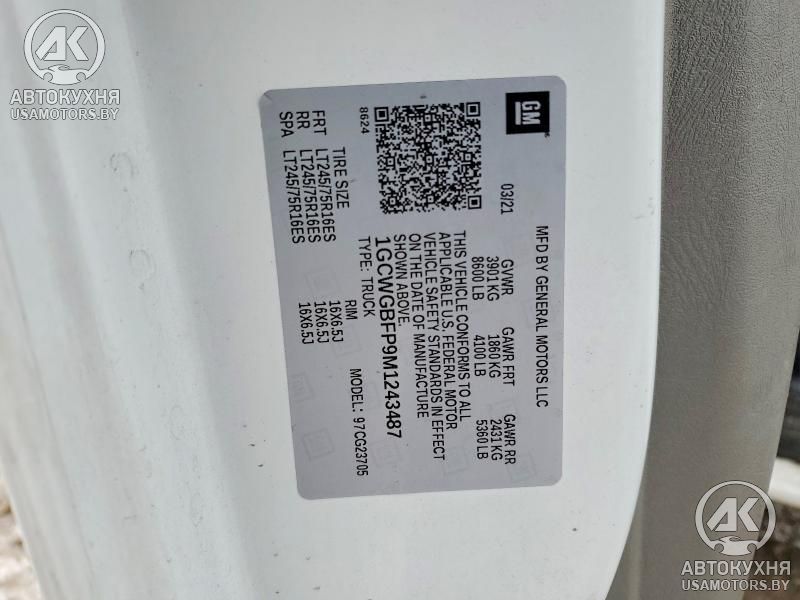 AK
АВТОКУХНЯ
USAMOTORS.BY
GM
MFD BY GENERAL MOTORS LLC
03/21
GVWR GAWR FRT GAWR RR
3901 KG 1860 KG 2431 KG
8600 LB 4100 LB 5360 LB
THIS VEHICLE CONFORMS TO ALL
APPLICABLE U.S. FEDERAL MOTOR
VEHICLE SAFETY STANDARDS IN EFFECT
ON THE DATE OF MANUFACTURE
SHOWN ABOVE.
1GCWGBFP9M1243487
TYPE: TRUCK MODEL: 97CG23705
8624
TIRE SIZE RIM
FRT LT245/75R16ES 16X6.5J
RR LT245/75R16ES 16X6.5J
SPA LT245/75R16ES 16X6.5J
AK
АВТОКУХНЯ
USAMOTORS.BY